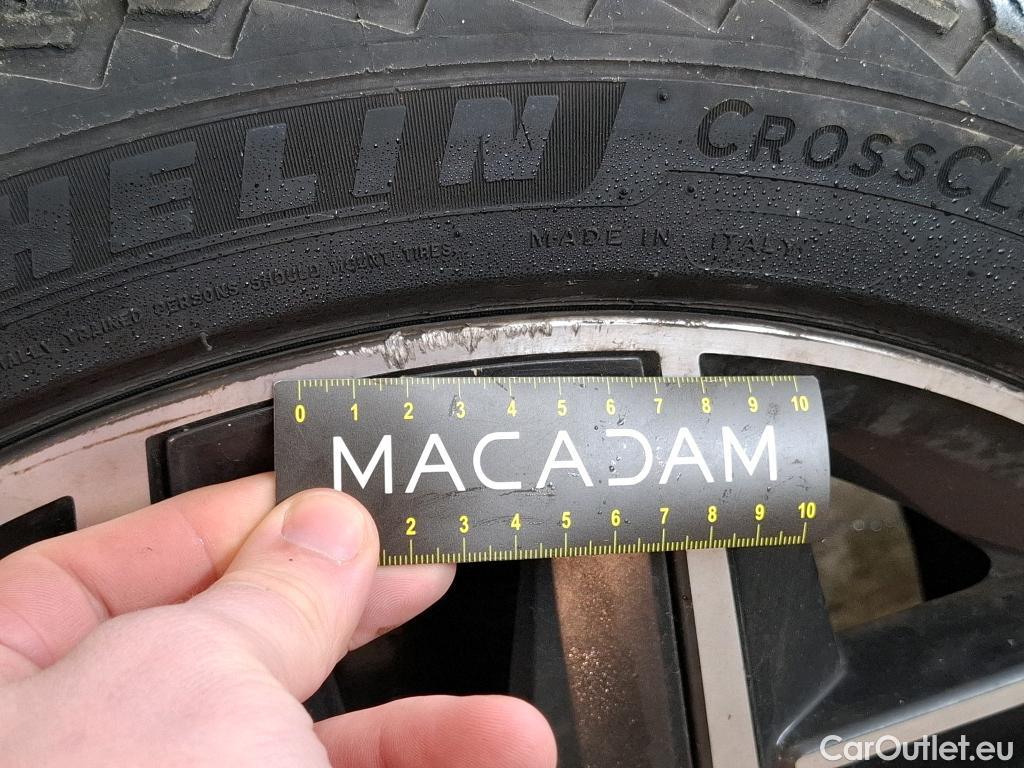 HELIN
CROSSCL
MADE IN ITALY
TRAINED PERSONS SHOULD MOUNT TIRES.
0 1 2 3 4 5 6 7 8 9 10
MACADAM
2 3 4 5 6 7 8 9 10
CarOutlet.eu